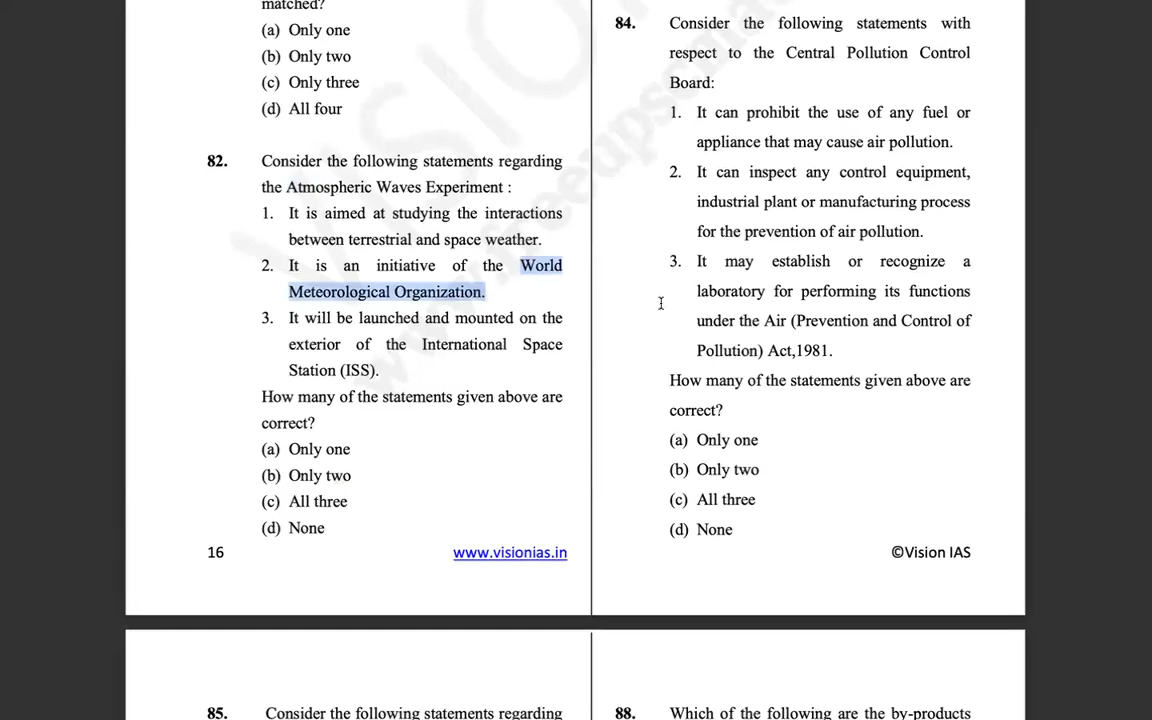 matched?
(a) Only one
(b) Only two
(c) Only three
(d) All four
82. Consider the following statements regarding
the Atmospheric Waves Experiment :
1. It is aimed at studying the interactions
between terrestrial and space weather.
2. It is an initiative of the World
Meteorological Organization.
3. It will be launched and mounted on the
exterior of the International Space
Station (ISS).
How many of the statements given above are
correct?
(a) Only one
(b) Only two
(c) All three
(d) None
16 www.visionias.in
84. Consider the following statements with
respect to the Central Pollution Control
Board:
1. It can prohibit the use of any fuel or
appliance that may cause air pollution.
2. It can inspect any control equipment,
industrial plant or manufacturing process
for the prevention of air pollution.
3. It may establish or recognize a
laboratory for performing its functions
under the Air (Prevention and Control of
Pollution) Act,1981.
How many of the statements given above are
correct?
(a) Only one
(b) Only two
(c) All three
(d) None
©Vision IAS
85. Consider the following statements regarding
88. Which of the following are the by-products